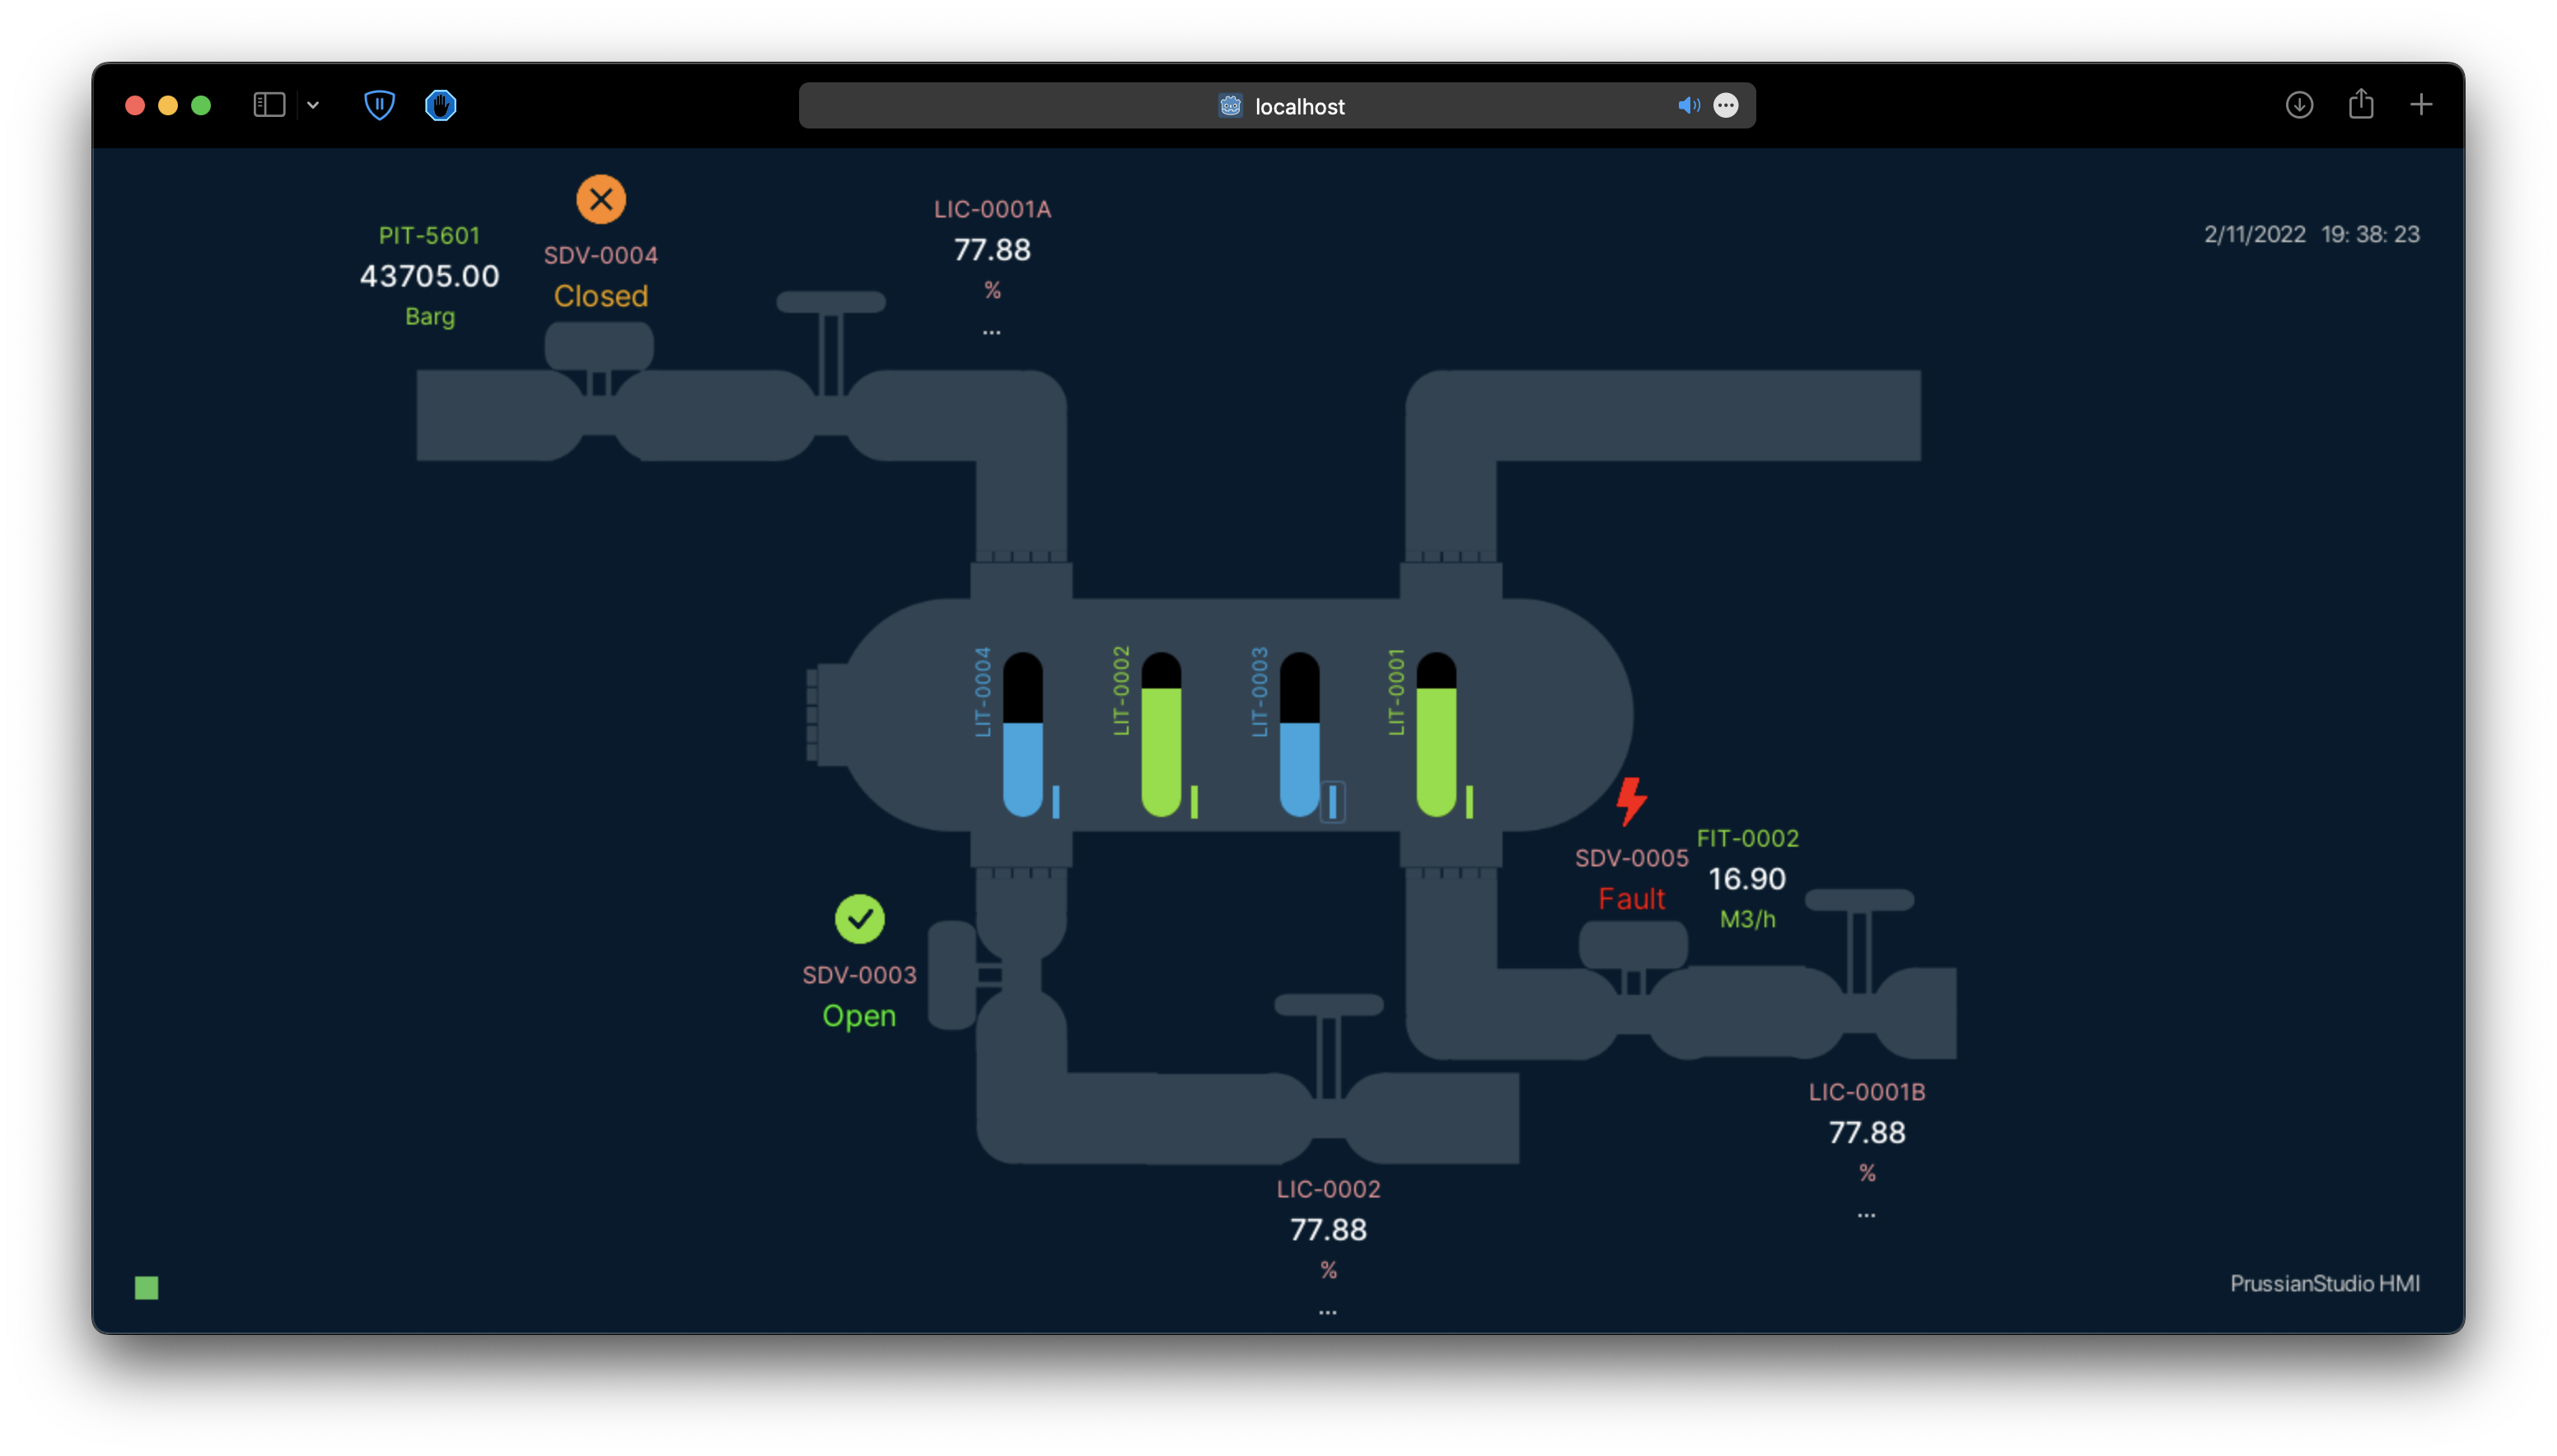 localhost
PIT-5601
43705.00
Barg
SDV-0004
Closed
LIC-0001A
77.88
%
...
2/11/2022 19: 38: 23
LIT-0004
LIT-0002
LIT-0003
LIT-0001
SDV-0005
Fault
FIT-0002
16.90
M3/h
SDV-0003
Open
LIC-0001B
77.88
%
...
LIC-0002
77.88
%
...
PrussianStudio HMI